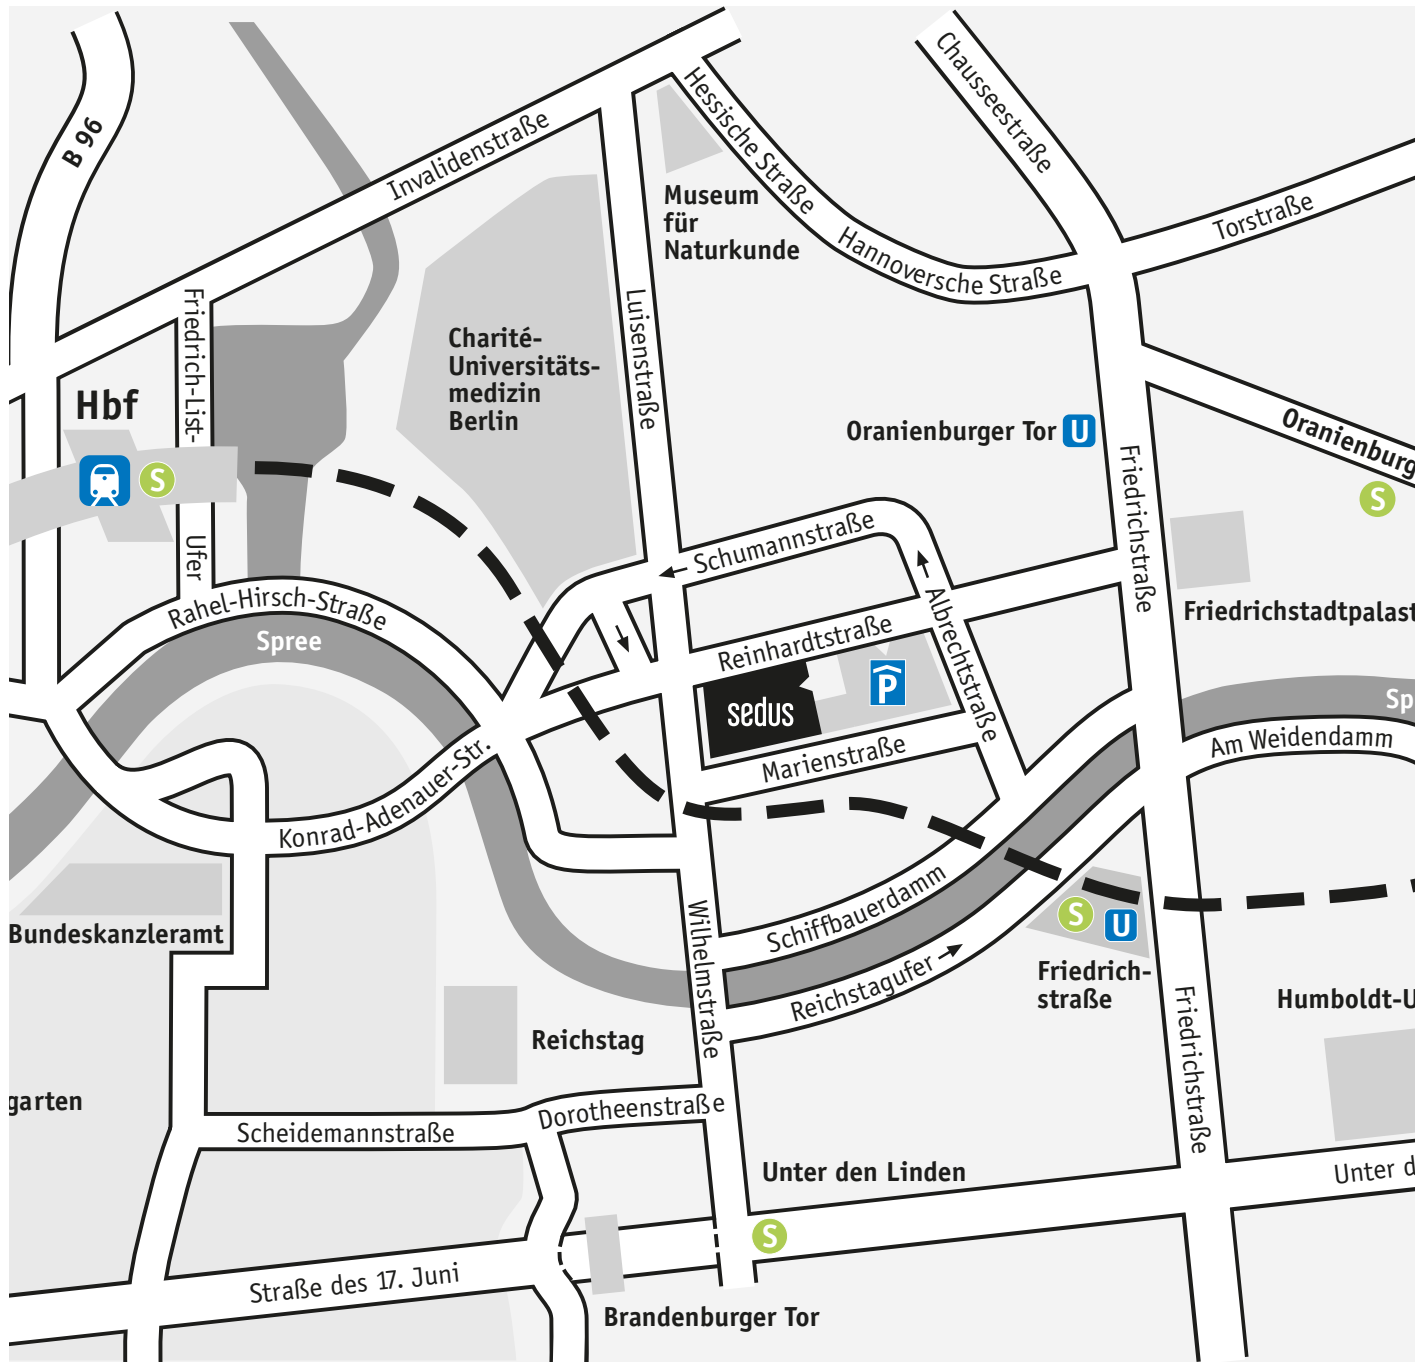 B 96
Invalidenstraße
Hessische Straße
Chausseestraße
Torstraße
Museum
für
Naturkunde
Hannoversche Straße
Friedrich-List-
Ufer
Luisenstraße
Charité-
Universitäts-
medizin
Berlin
Hbf
S
Oranienburger Tor U
Friedrichstraße
Oranienburg
S
Schumannstraße
Albrechtstraße
Reinhardtstraße
Friedrichstadtpalast
Rahel-Hirsch-Straße
Spree
P
sedus
Sp
Marienstraße
Am Weidendamm
Konrad-Adenauer-Str.
Wilhelmstraße
Schiffbauerdamm
Reichstagufer
S U
Friedrich-
straße
Bundeskanzleramt
Friedrichstraße
Humboldt-U
Reichstag
garten
Dorotheenstraße
Scheidemannstraße
Unter den Linden
Unter d
S
Straße des 17. Juni
Brandenburger Tor